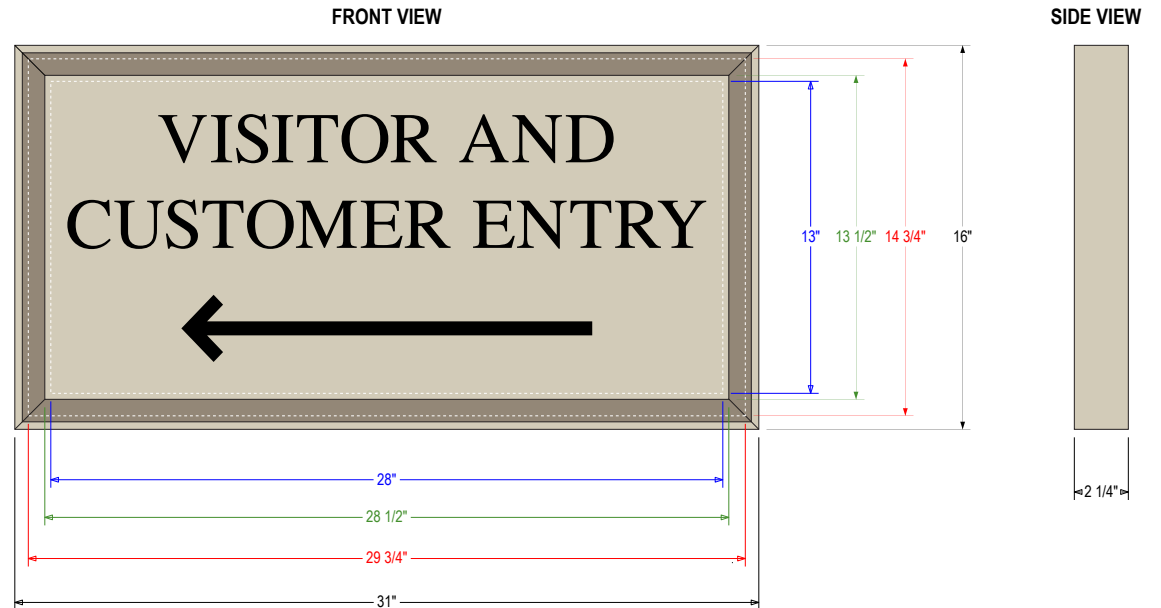 FRONT VIEW
SIDE VIEW
VISITOR AND
CUSTOMER ENTRY
13"
13 1/2"
14 3/4"
16"
28"
28 1/2"
29 3/4"
31"
2 1/4"